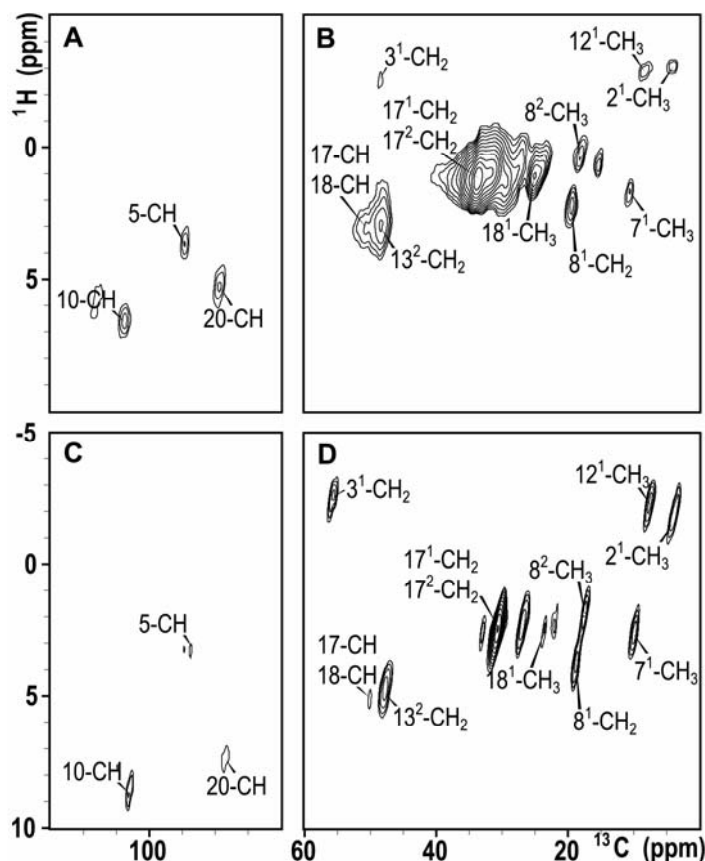 A
B
¹H (ppm)
3¹-CH₂
12¹-CH₃
2¹-CH₃
17¹-CH₂
17²-CH₂
8²-CH₃
17-CH
18-CH
13²-CH₂
18¹-CH₃
7¹-CH₃
8¹-CH₂
0
5
5-CH
10-CH
20-CH
C
D
-5
0
5
10
3¹-CH₂
12¹-CH₃
2¹-CH₃
17¹-CH₂
17²-CH₂
8²-CH₃
5-CH
17-CH
18-CH
13²-CH₂
18¹-CH₃
7¹-CH₃
8¹-CH₂
10-CH
20-CH
100
60 40 20 ¹³C (ppm)